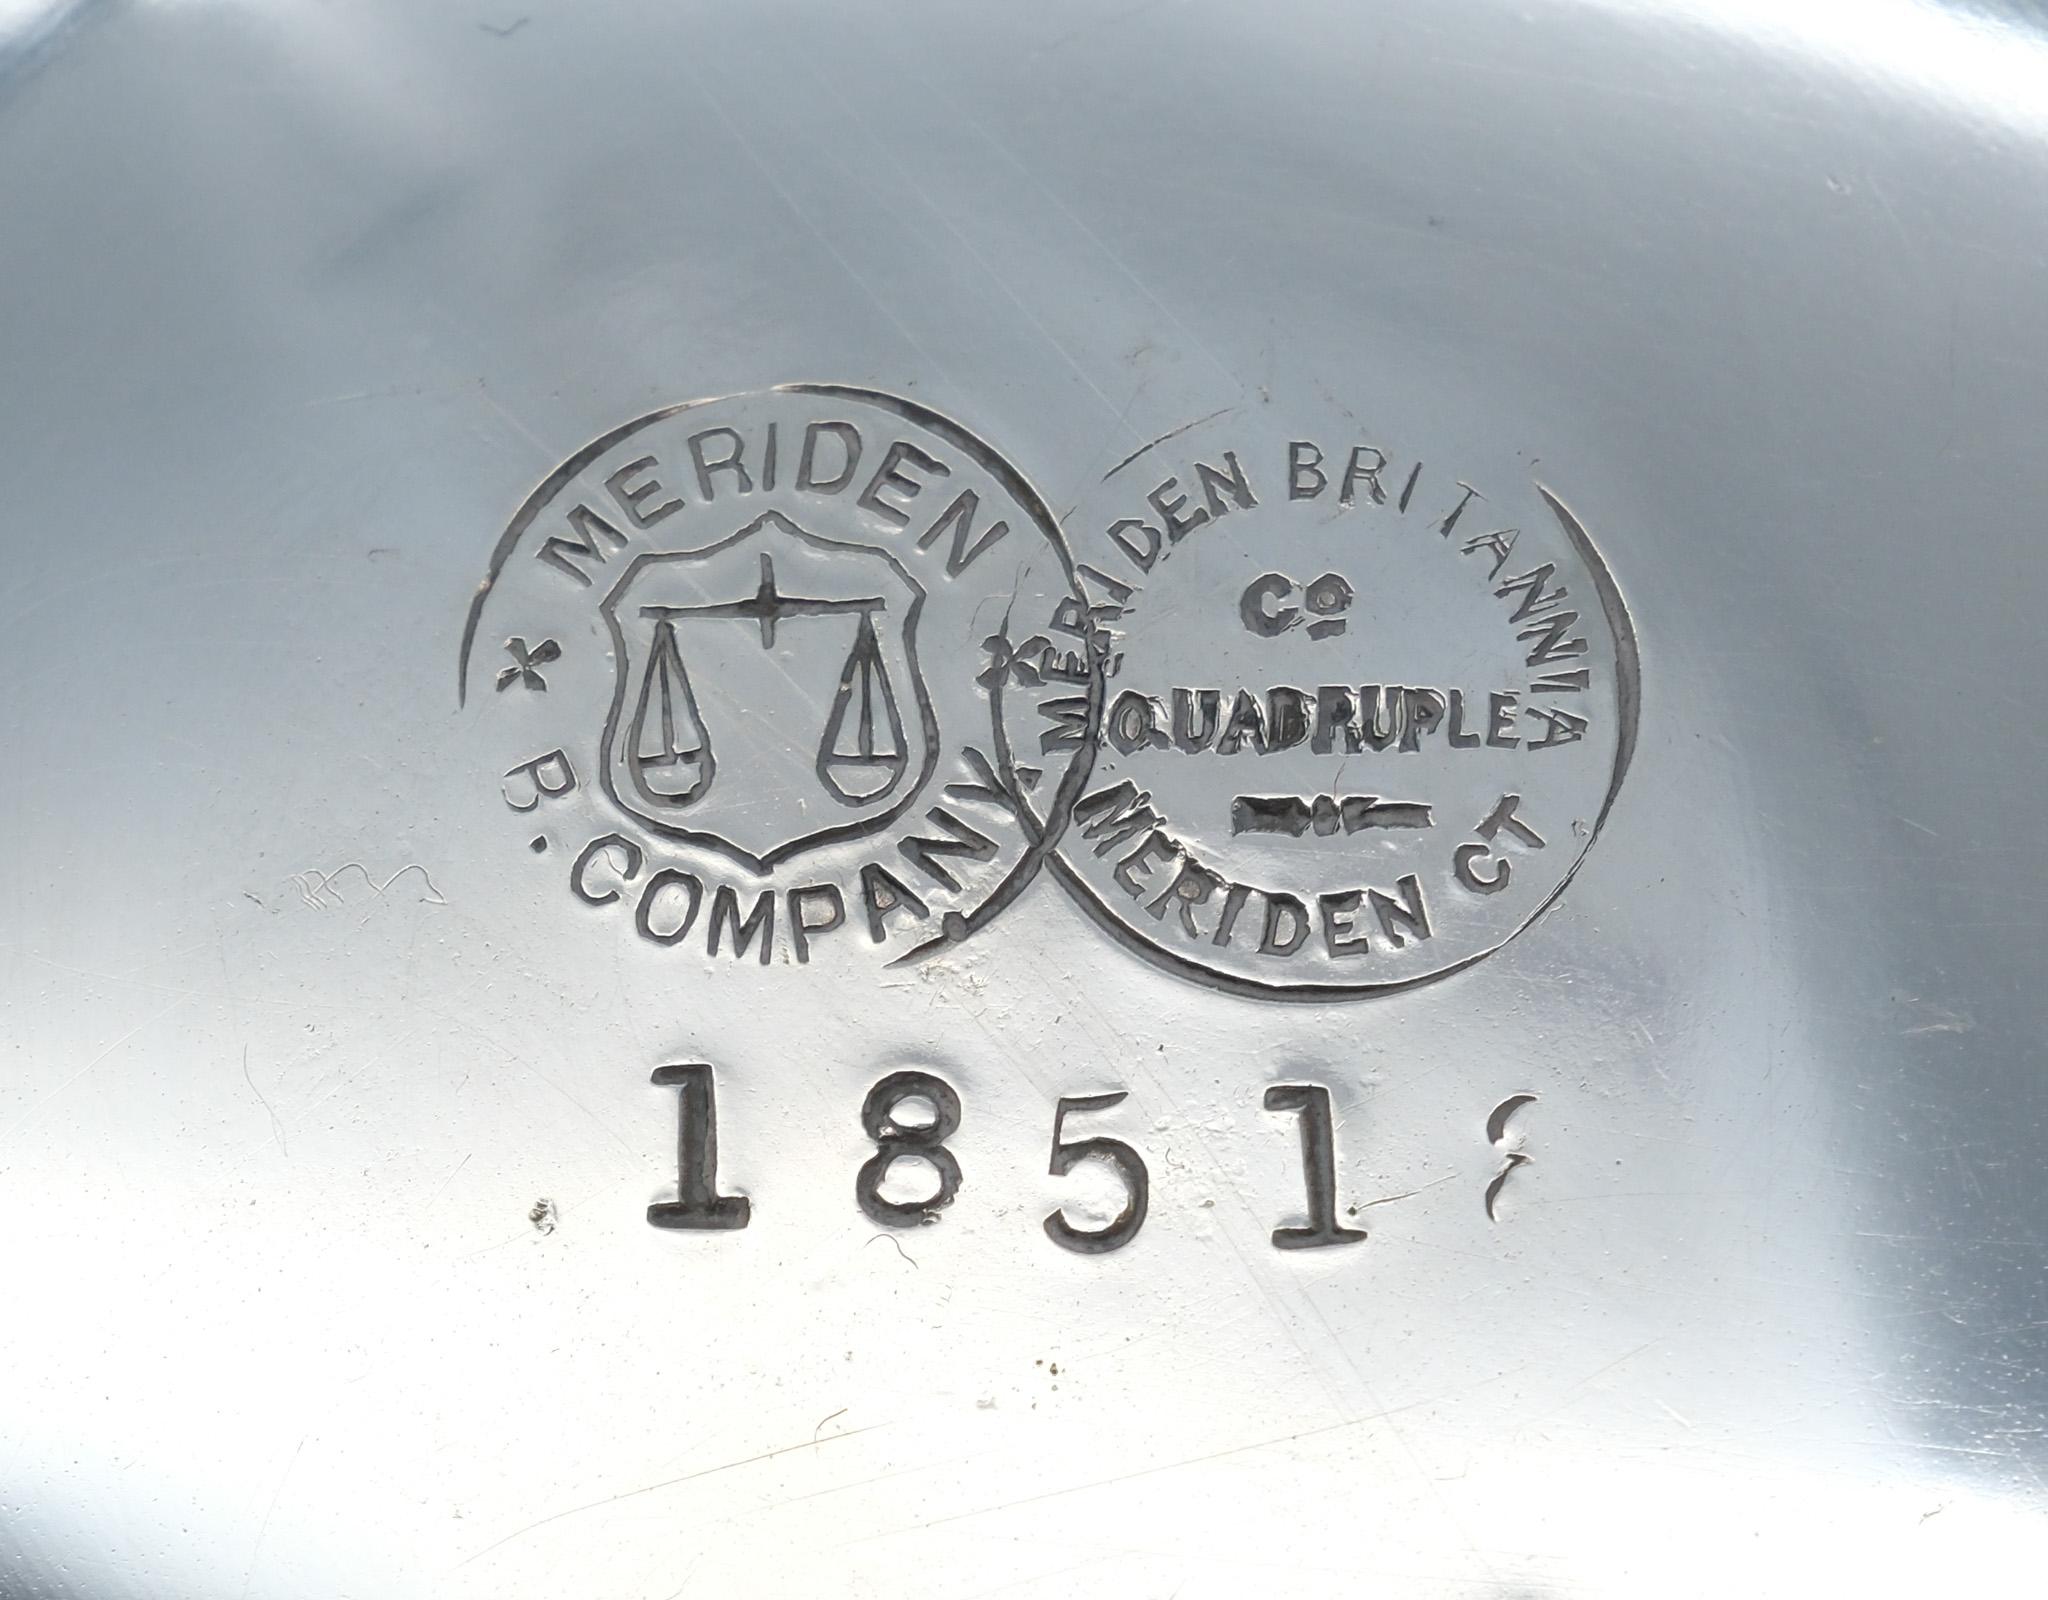 MERIDEN
B. COMPANY.
MERIDEN BRITANNIA
Co
QUADRUPLE
MERIDEN CT
1851